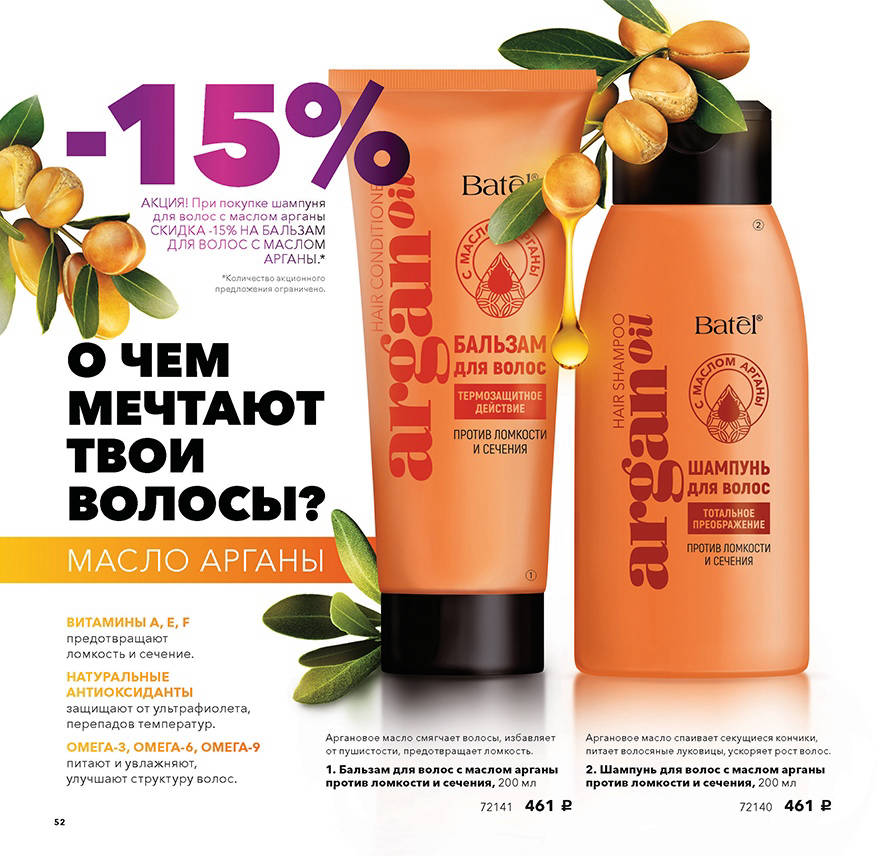 -15%
АКЦИЯ! При покупке шампуня
для волос с маслом арганы
СКИДКА -15% НА БАЛЬЗАМ
ДЛЯ ВОЛОС С МАСЛОМ
АРГАНЫ.*
*Количество акционного
предложения ограничено.
О ЧЕМ
МЕЧТАЮТ
ТВОИ
ВОЛОСЫ?
МАСЛО АРГАНЫ
ВИТАМИНЫ А, Е, F
предотвращают
ломкость и сечение.
НАТУРАЛЬНЫЕ
АНТИОКСИДАНТЫ
защищают от ультрафиолета,
перепадов температур.
ОМЕГА-3, ОМЕГА-6, ОМЕГА-9
питают и увлажняют,
улучшают структуру волос.
HAIR CONDITIONE
argan oil
Batel®
С МАСЛОМ АРГАНЫ
БАЛЬЗАМ
для волос
ТЕРМОЗАЩИТНОЕ
ДЕЙСТВИЕ
ПРОТИВ ЛОМКОСТИ
И СЕЧЕНИЯ
1
2
HAIR SHAMPOO
argan oil
Batel®
С МАСЛОМ АРГАНЫ
ШАМПУНЬ
для волос
ТОТАЛЬНОЕ
ПРЕОБРАЖЕНИЕ
ПРОТИВ ЛОМКОСТИ
И СЕЧЕНИЯ
Аргановое масло смягчает волосы, избавляет
от пушистости, предотвращает ломкость.
1. Бальзам для волос с маслом арганы
против ломкости и сечения, 200 мл
72141 461 ₽
Аргановое масло спаивает секущиеся кончики,
питает волосяные луковицы, ускоряет рост волос.
2. Шампунь для волос с маслом арганы
против ломкости и сечения, 200 мл
72140 461 ₽
52